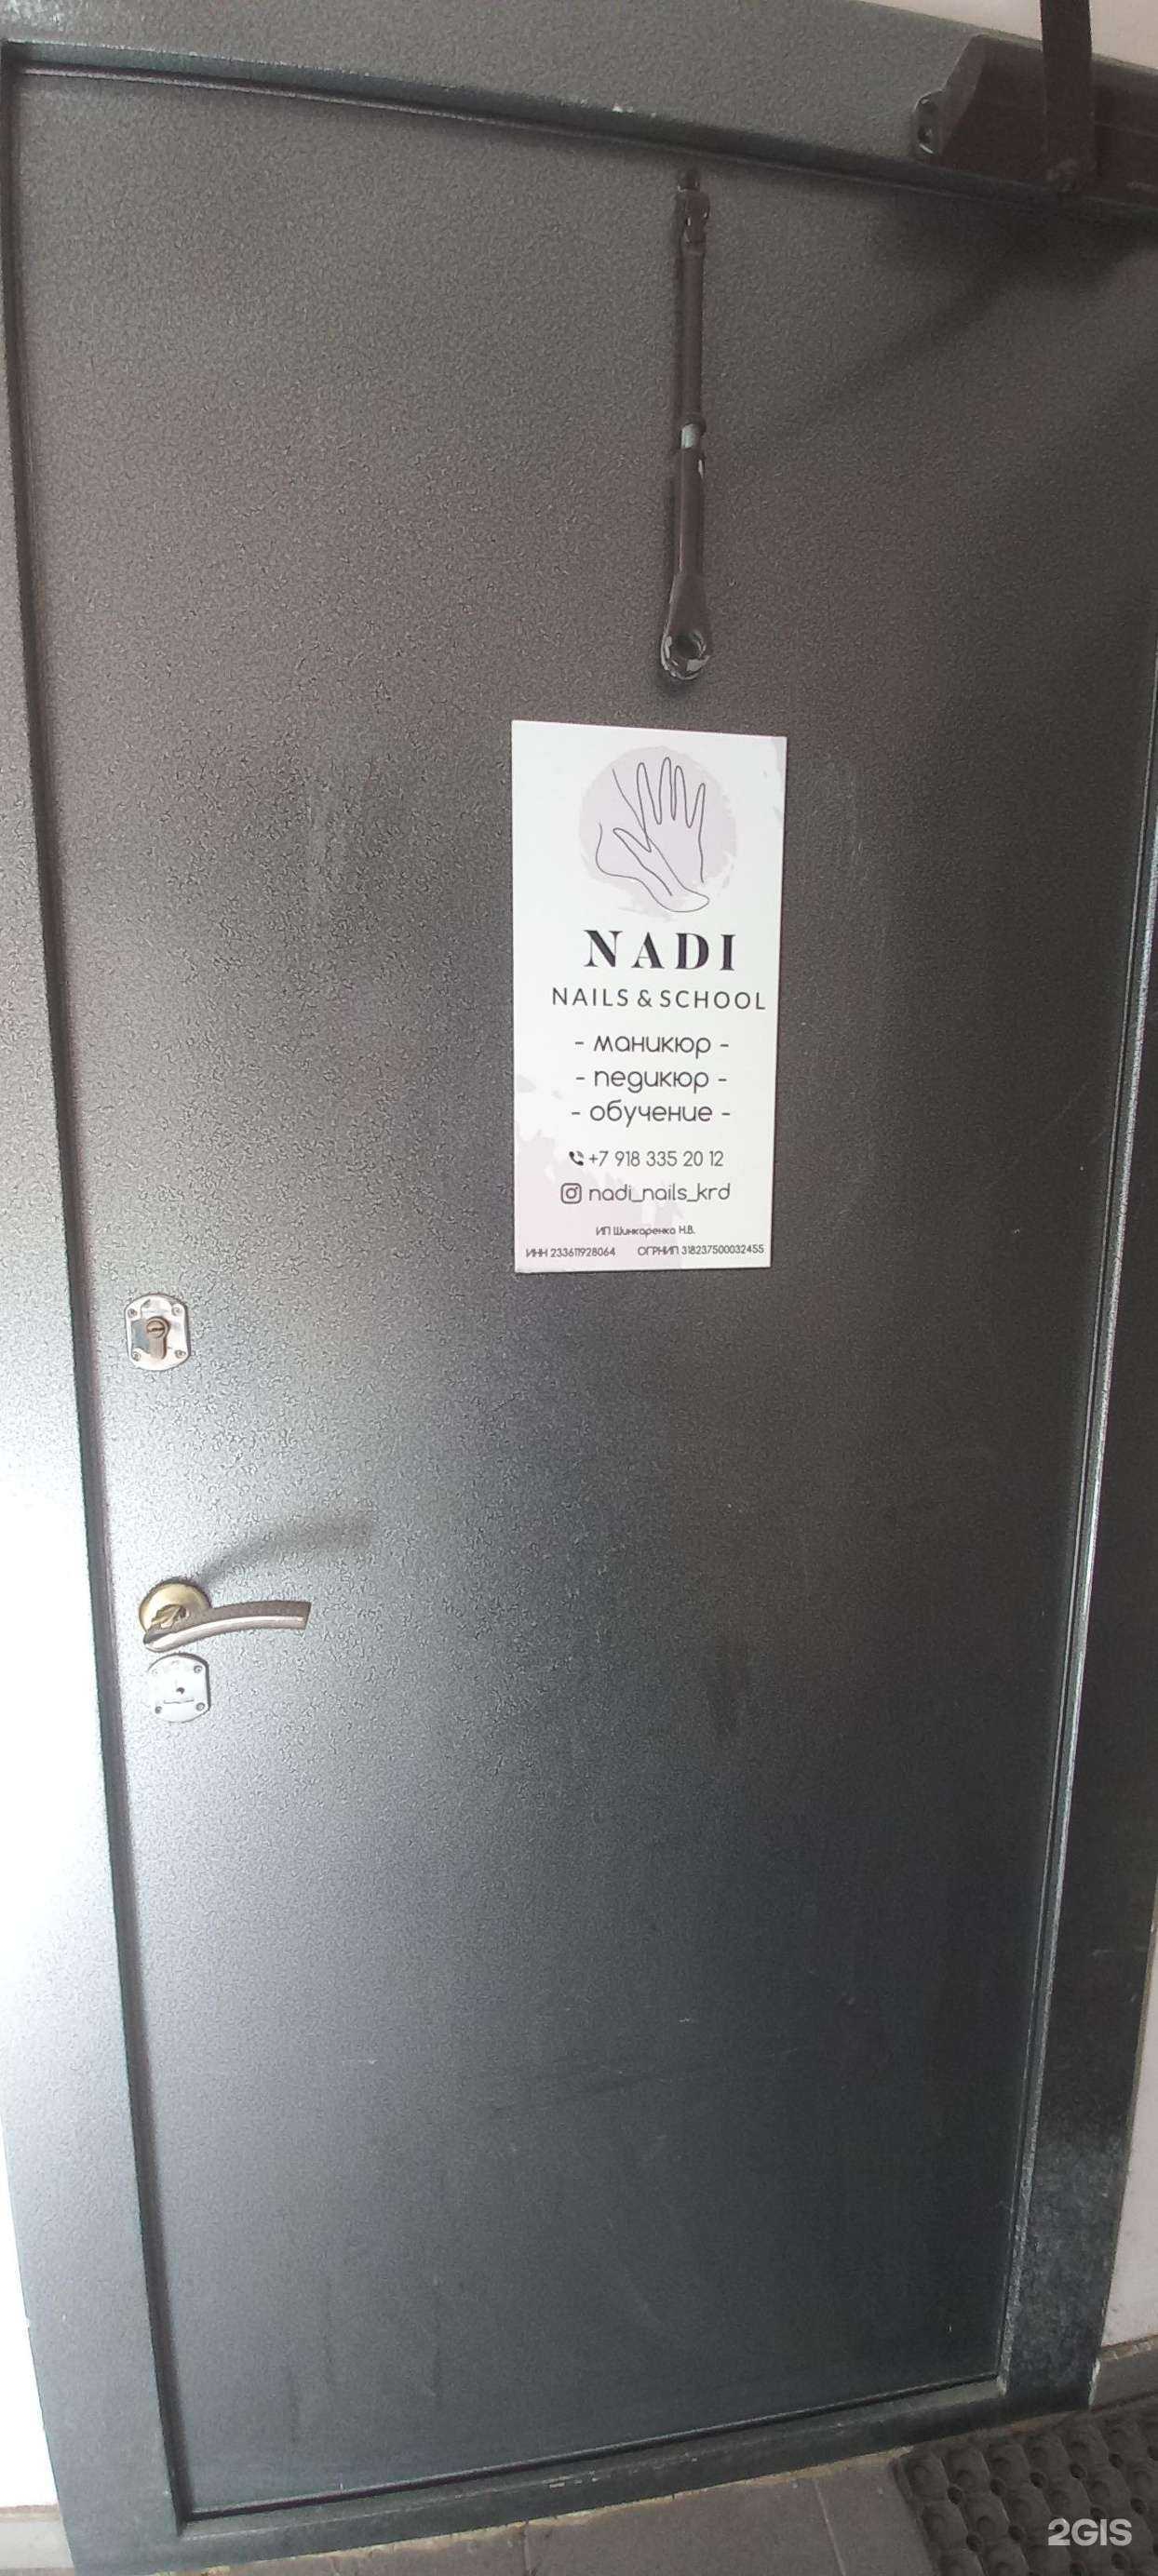 NADI
NAILS & SCHOOL
- маникюр -
- педикюр -
- обучение -
+7 918 335 20 12
nadi_nails_krd
ИП Шинкаренко Н.В.
ИНН 233611928064 ОГРНИП 318237500032455
2GIS